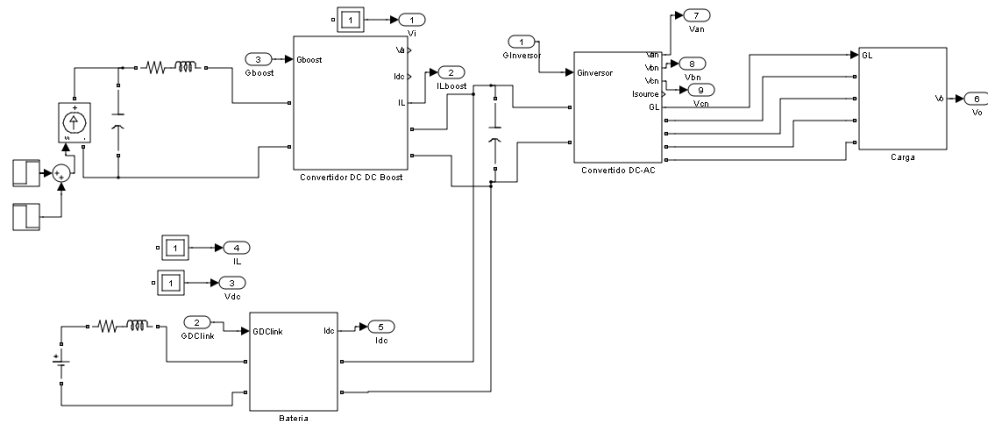 1
Vi
7
Van
3
Gboost
Gboost
Va
Idc
IL
2
ILboost
1
GInversor
Ginversor
Van
Vbn
Vcn
Isource
GL
8
Vbn
9
Vcn
GL
Vo
6
Vo
Carga
Convertidor DC DC Boost
Convertido DC-AC
1
4
IL
1
3
Vdc
2
GDClink
GDClink
Idc
5
Idc
Bateria